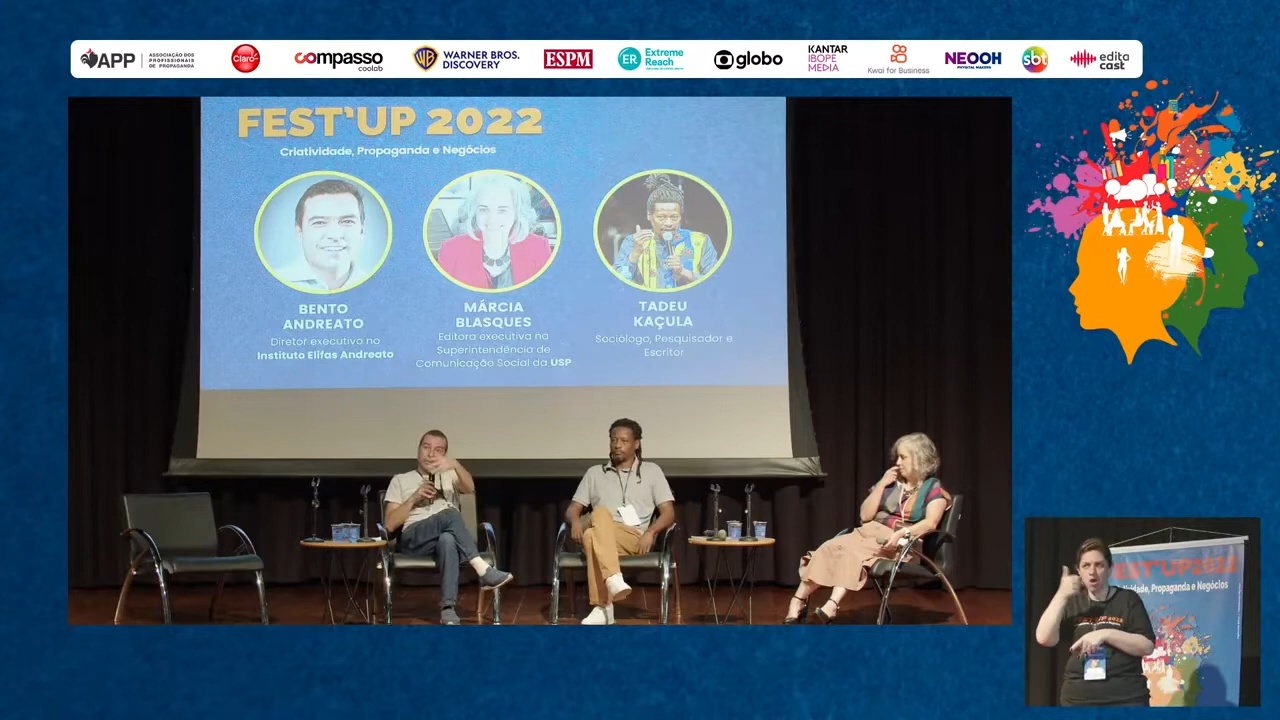 APP
ASSOCIAÇÃO DOS
PROFISSIONAIS
DE PROPAGANDA
Claro
compasso
coolab
WB
WARNER BROS.
DISCOVERY
ESPM
ER
Extreme
Reach
globo
KANTAR
IBOPE
MEDIA
Kwai for Business
NEOOH
sbt
edita
cast
FEST'UP 2022
Criatividade, Propaganda e Negócios
BENTO
ANDREATO
Diretor executivo no
Instituto Elifas Andreato
MÁRCIA
BLASQUES
Editora executiva na
Superintendência de
Comunicação Social da USP
TADEU
KAÇULA
Sociólogo, Pesquisador e
Escritor
Propaganda e Negócios